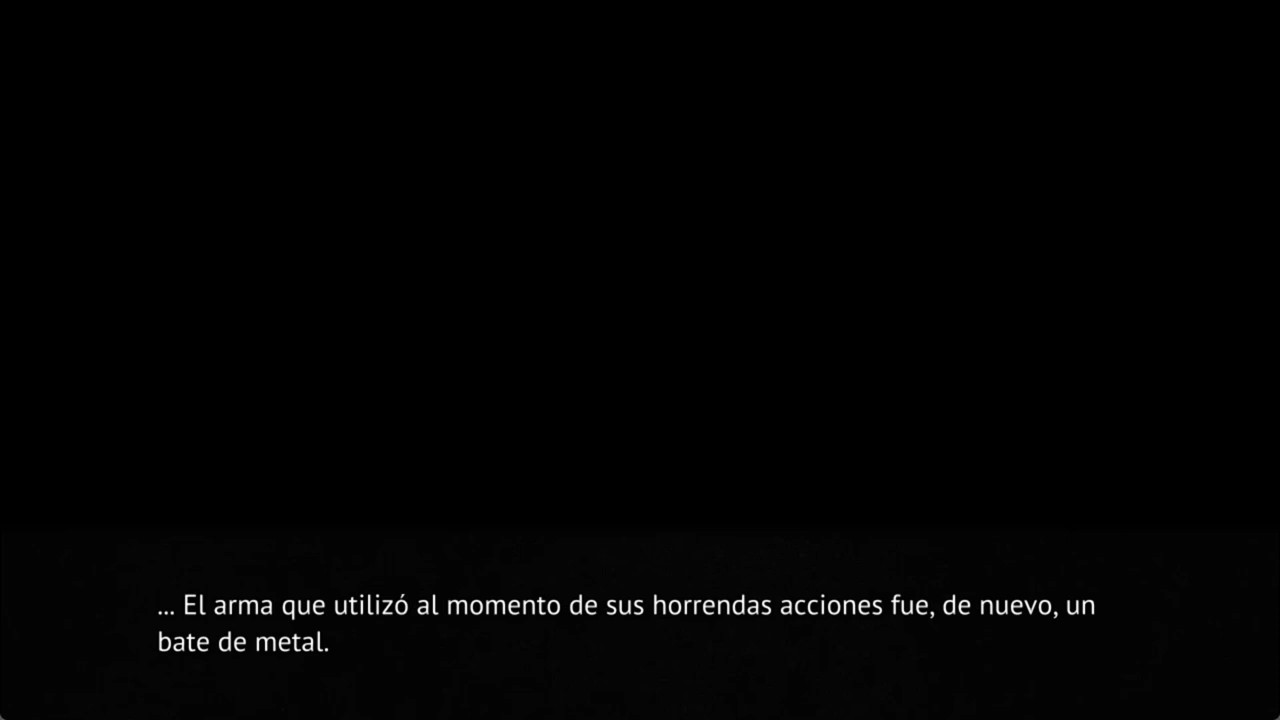 ... El arma que utilizó al momento de sus horrendas acciones fue, de nuevo, un
bate de metal.